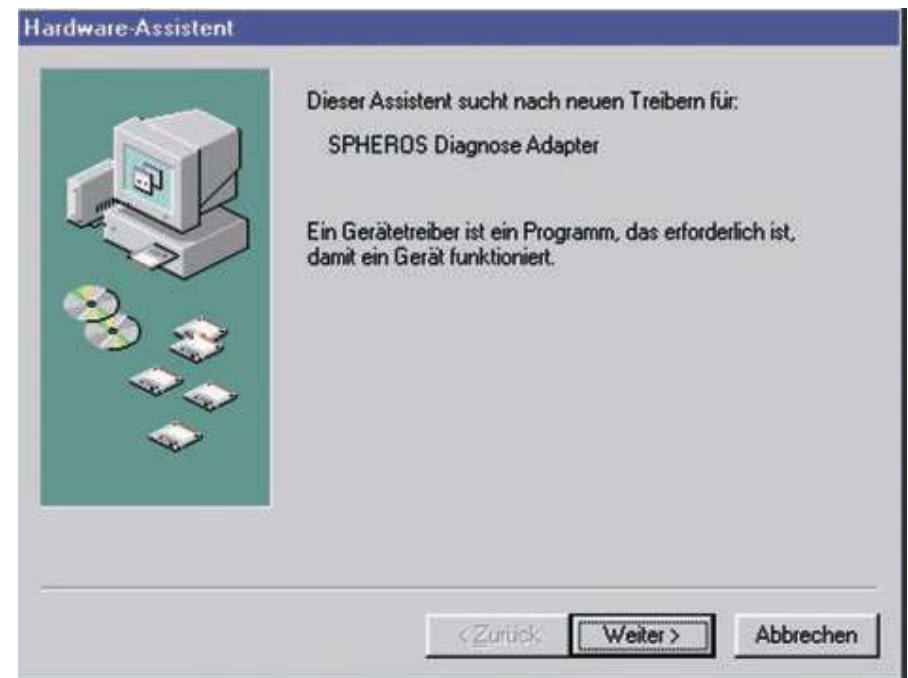 Hardware-Assistent
Dieser Assistent sucht nach neuen Treibern für:
SPHEROS Diagnose Adapter
Ein Gerätetreiber ist ein Programm, das erforderlich ist,
damit ein Gerät funktioniert.
< Zurück
Weiter >
Abbrechen